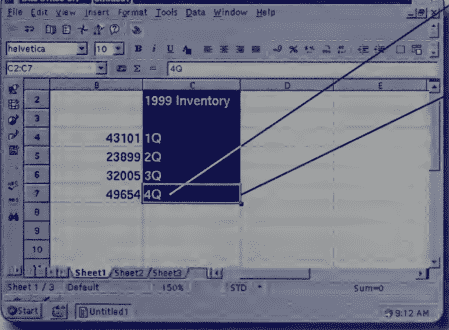 File Edit View Insert Format Tools Data Window Help
helvetica 10 B i U A
C2:C7 Σ = 4Q
B C D E
2 1999 Inventory
3
4 43101 1Q
5 23899 2Q
6 32005 3Q
7 49654 4Q
8
9
10
Sheet1 Sheet2 Sheet3
Sheet 1 / 3 Default 150% SYD * Sum=0
Start Untitled1 9:12 AM